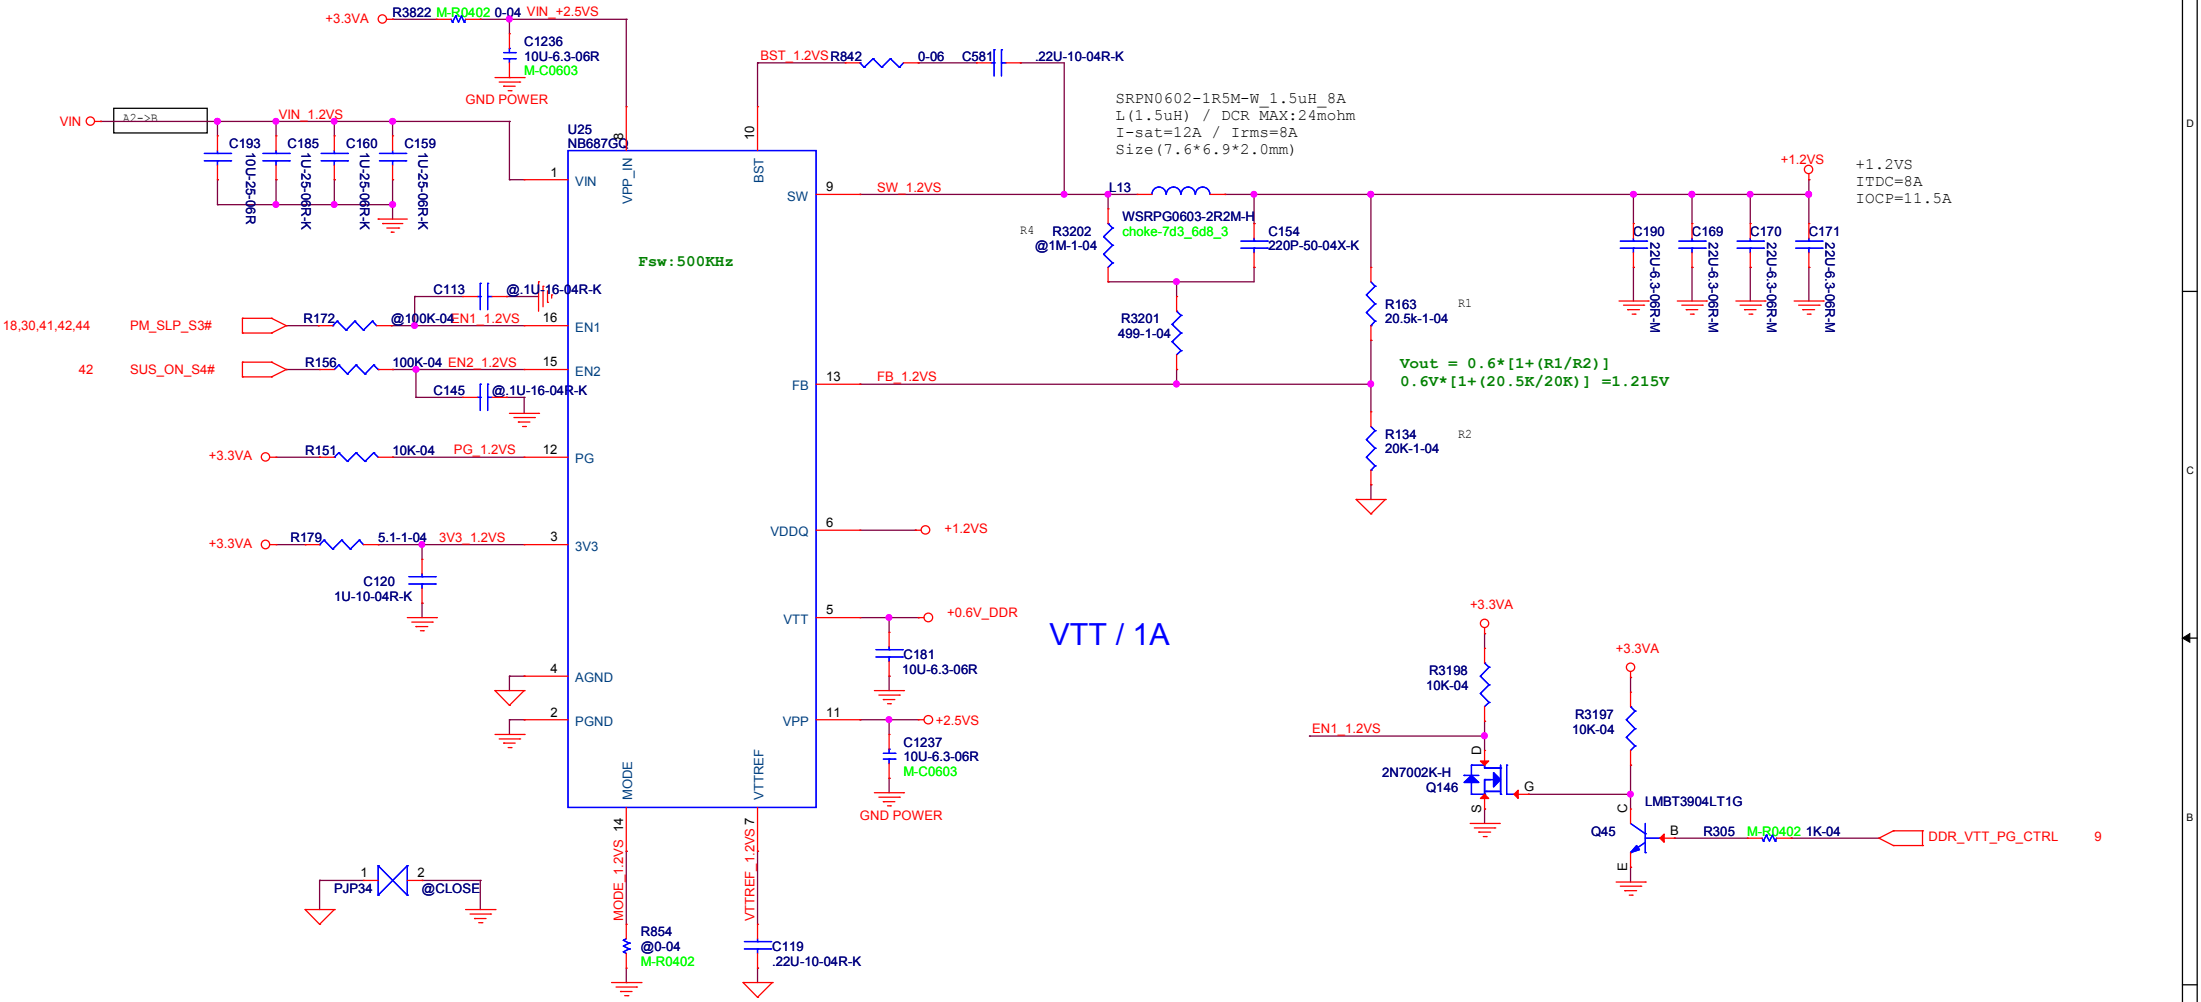 +3.3VA
R3822 M-R0402 0-04 VIN_+2.5VS
C1236
10U-6.3-06R
M-C0603
GND POWER
VIN
A2->B
VIN_1.2VS
C193
10U-25-06R
C185
1U-25-06R-K
C160
1U-25-06R-K
C159
1U-25-06R-K
U25
NB687GQ
8
VPP_IN
10
BST
BST_1.2VS
R842 0-06
C581 .22U-10-04R-K
1
VIN
SW
9
SW_1.2VS
SRPN0602-1R5M-W_1.5uH_8A
L(1.5uH) / DCR MAX:24mohm
I-sat=12A / Irms=8A
Size(7.6*6.9*2.0mm)
L13
WSRPG0603-2R2M-H
choke-7d3_6d8_3
R4
R3202
@1M-1-04
C154
220P-50-04X-K
R3201
499-1-04
R163
20.5k-1-04
R1
R134
20K-1-04
R2
Vout = 0.6*[1+(R1/R2)]
0.6V*[1+(20.5K/20K)] =1.215V
+1.2VS
+1.2VS
ITDC=8A
IOCP=11.5A
C190
22U-6.3-06R-M
C169
22U-6.3-06R-M
C170
22U-6.3-06R-M
C171
22U-6.3-06R-M
Fsw:500KHz
C113 @.1U-16-04R-K
18,30,41,42,44 PM_SLP_S3#
R172 @100K-04 EN1_1.2VS
16
EN1
42 SUS_ON_S4#
R156 100K-04 EN2_1.2VS
15
EN2
C145 @.1U-16-04R-K
FB
13
FB_1.2VS
+3.3VA
R151 10K-04 PG_1.2VS
12
PG
+3.3VA
R179 5.1-1-04 3V3_1.2VS
3
3V3
C120
1U-10-04R-K
VDDQ
6
+1.2VS
VTT
5
+0.6V_DDR
C181
10U-6.3-06R
VTT / 1A
4
AGND
2
PGND
VPP
11
+2.5VS
C1237
10U-6.3-06R
M-C0603
GND POWER
MODE
14
MODE_1.2VS
VTTREF
7
VTTREF_1.2VS
R854
@0-04
M-R0402
C119
.22U-10-04R-K
1
2
PJP34
@CLOSE
+3.3VA
R3198
10K-04
EN1_1.2VS
D
G
S
2N7002K-H
Q146
+3.3VA
R3197
10K-04
LMBT3904LT1G
Q45
C
B
E
R305 M-R0402 1K-04
DDR_VTT_PG_CTRL 9
D
C
B